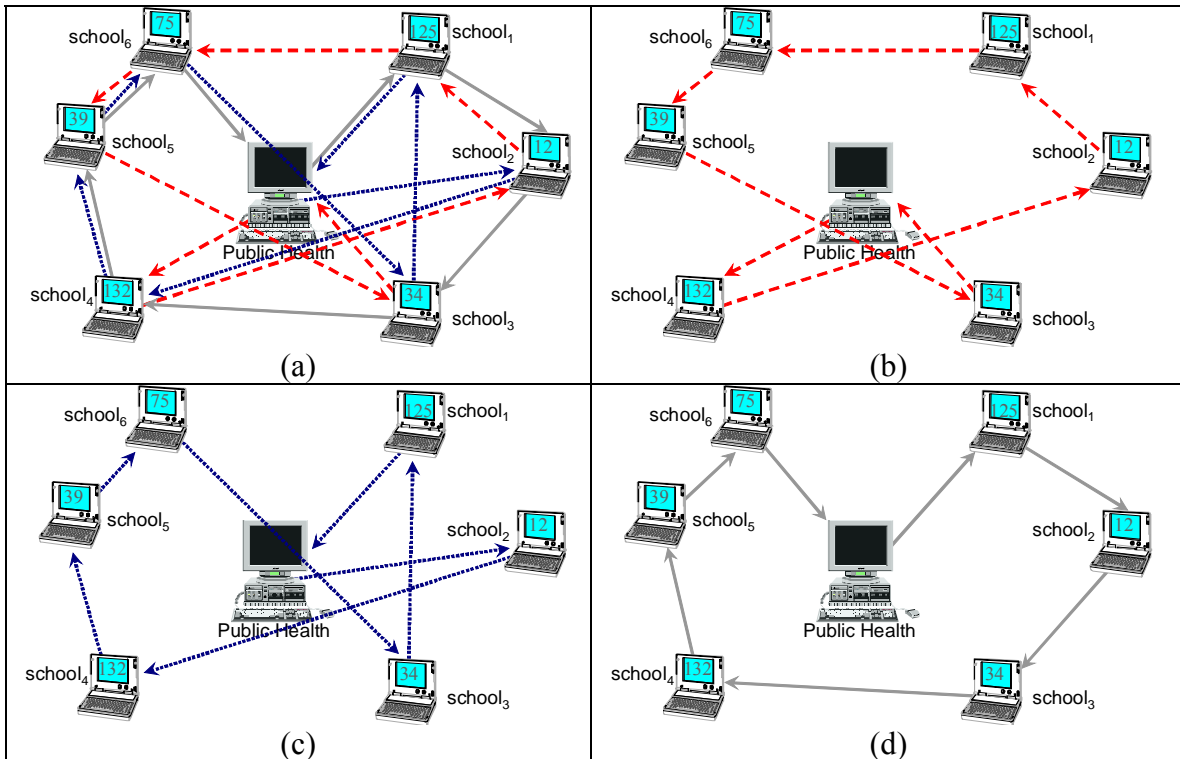 75
school₆
125
school₁
39
school₅
school₂
12
Public Health
school₄
132
34
school₃
(a)
75
school₆
125
school₁
39
school₅
school₂
12
Public Health
school₄
132
34
school₃
(b)
75
school₆
125
school₁
39
school₅
school₂
12
Public Health
school₄
132
34
school₃
(c)
75
school₆
125
school₁
39
school₅
school₂
12
Public Health
school₄
132
34
school₃
(d)